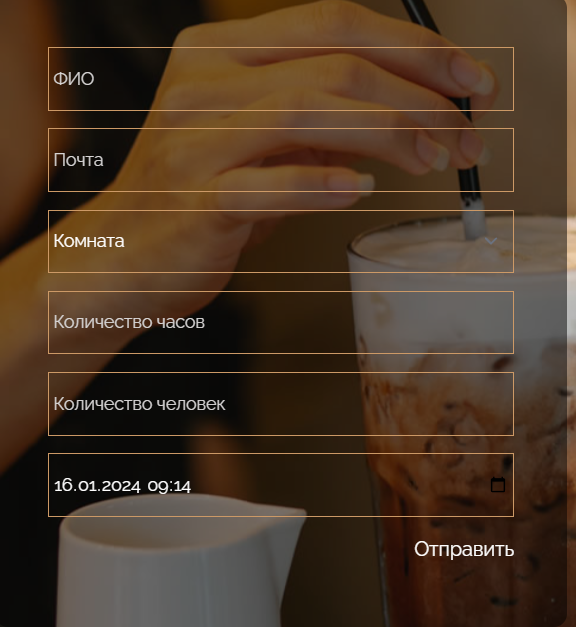 ФИО
Почта
Комната
Количество часов
Количество человек
16.01.2024 09:14
Отправить